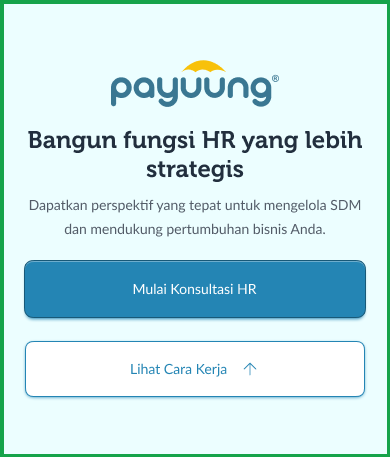 payuung®
Bangun fungsi HR yang lebih
strategis
Dapatkan perspektif yang tepat untuk mengelola SDM
dan mendukung pertumbuhan bisnis Anda.
Mulai Konsultasi HR
Lihat Cara Kerja ↑